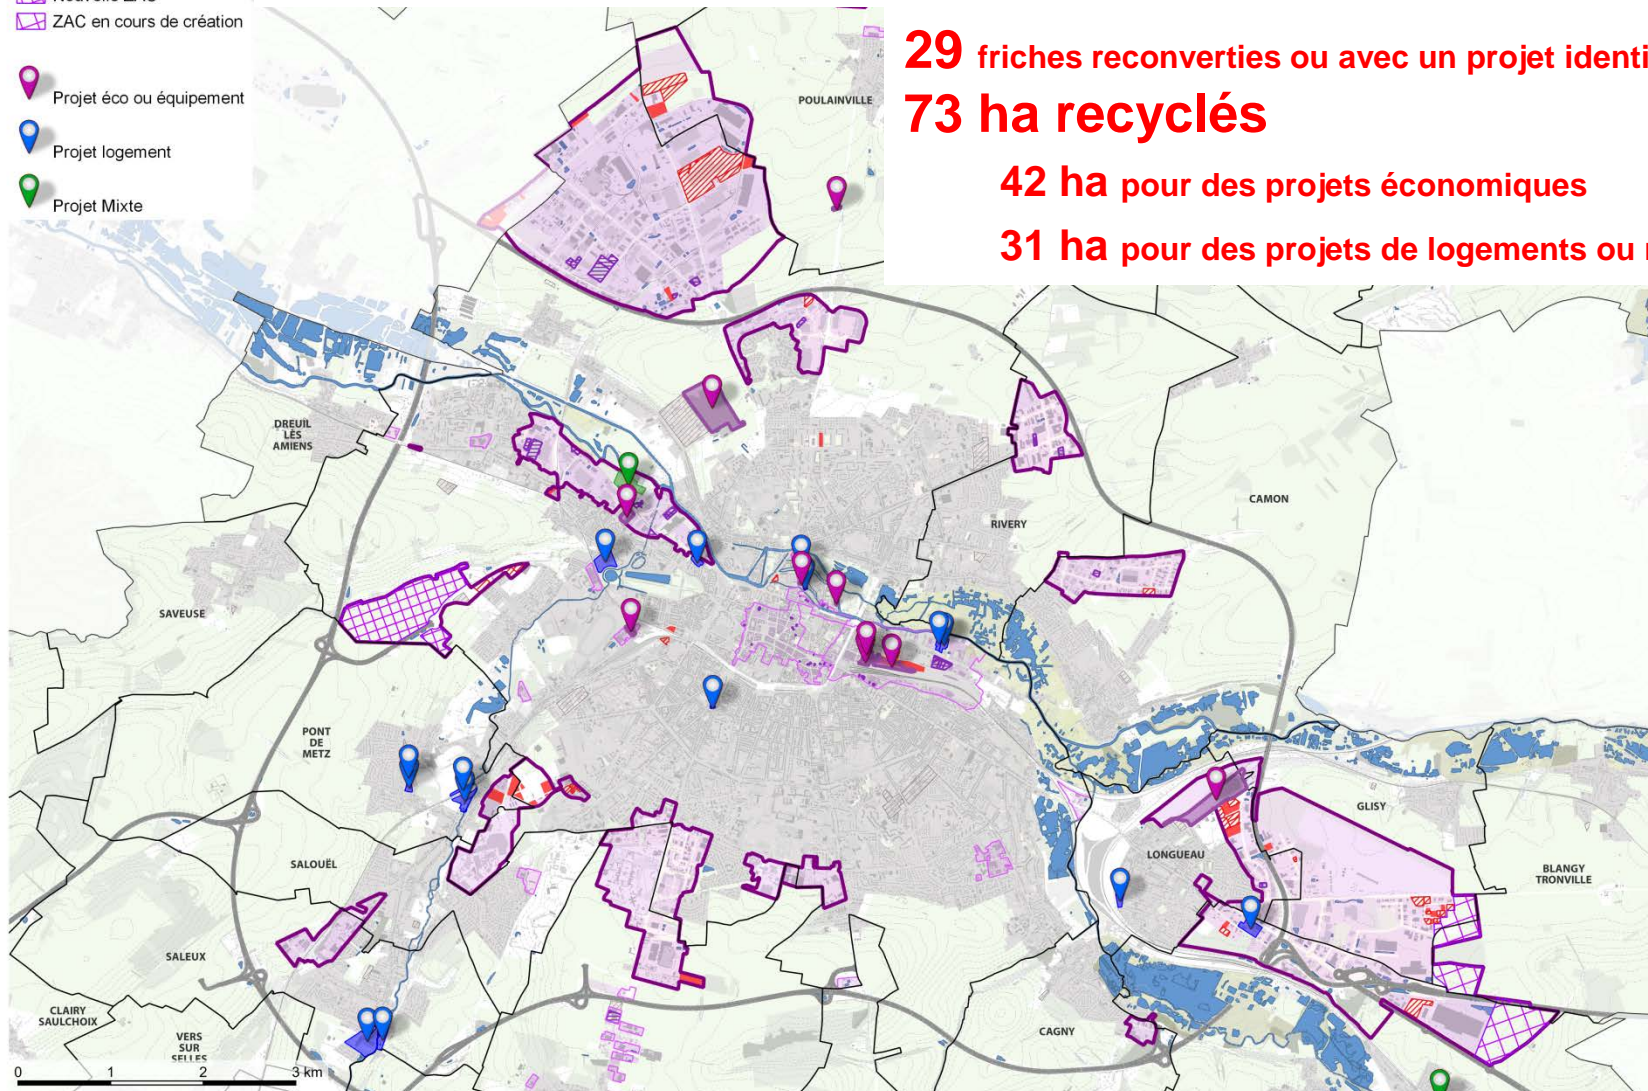 ZAC en cours de création
Projet éco ou équipement
Projet logement
Projet Mixte
29 friches reconverties ou avec un projet identi
73 ha recyclés
42 ha pour des projets économiques
31 ha pour des projets de logements ou
POULAINVILLE
DREUIL
LÈS
AMIENS
CAMON
RIVERY
SAVEUSE
PONT
DE
METZ
GLISY
SALOUËL
LONGUEAU
BLANGY
TRONVILLE
SALEUX
CLAIRY
SAULCHOIX
VERS
SUR
SELLES
CAGNY
0 1 2 3 km